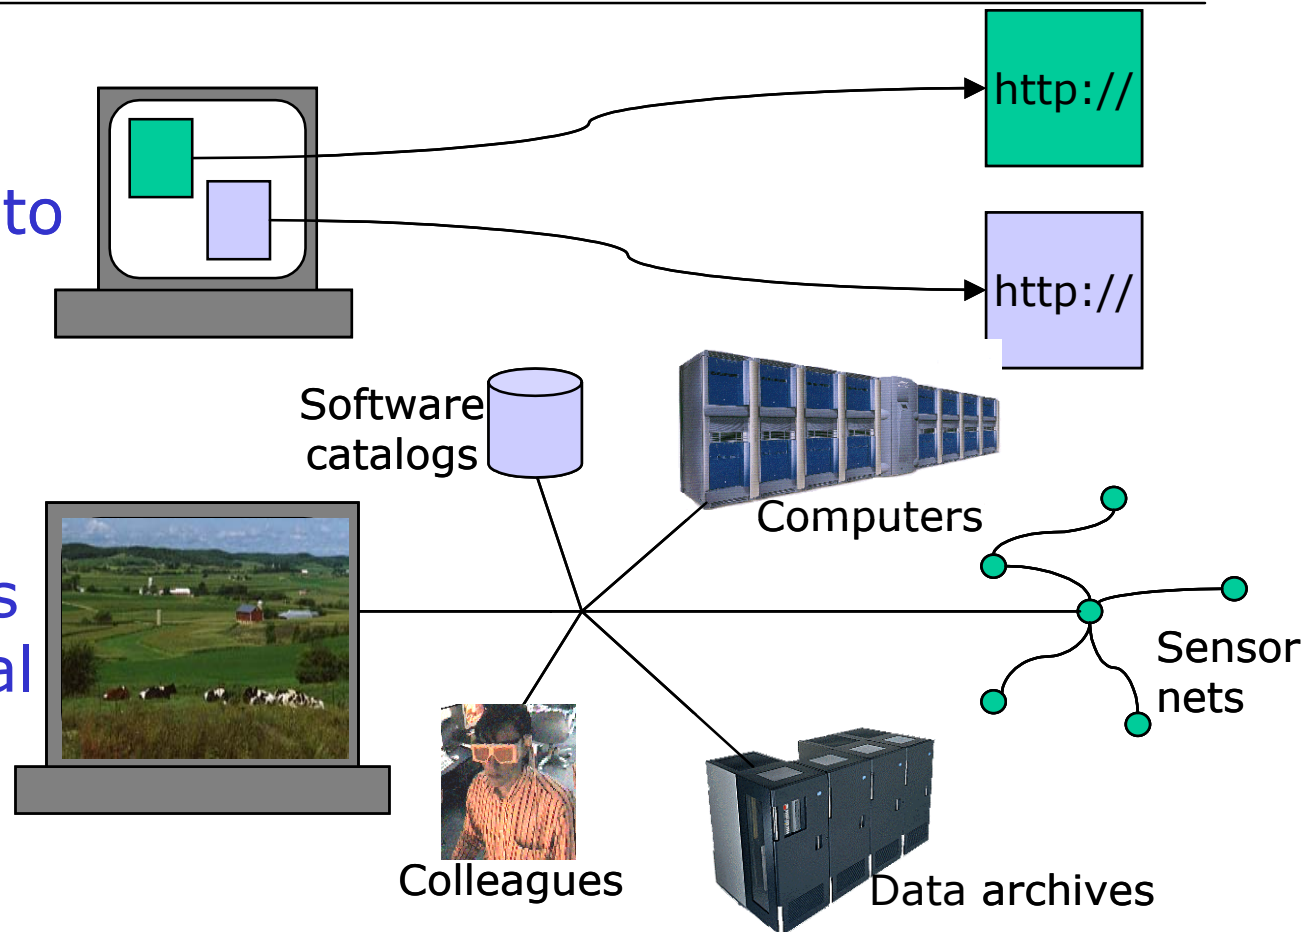 http://
to
http://
Software
catalogs
Computers
s
al
Sensor
nets
Colleagues
Data archives